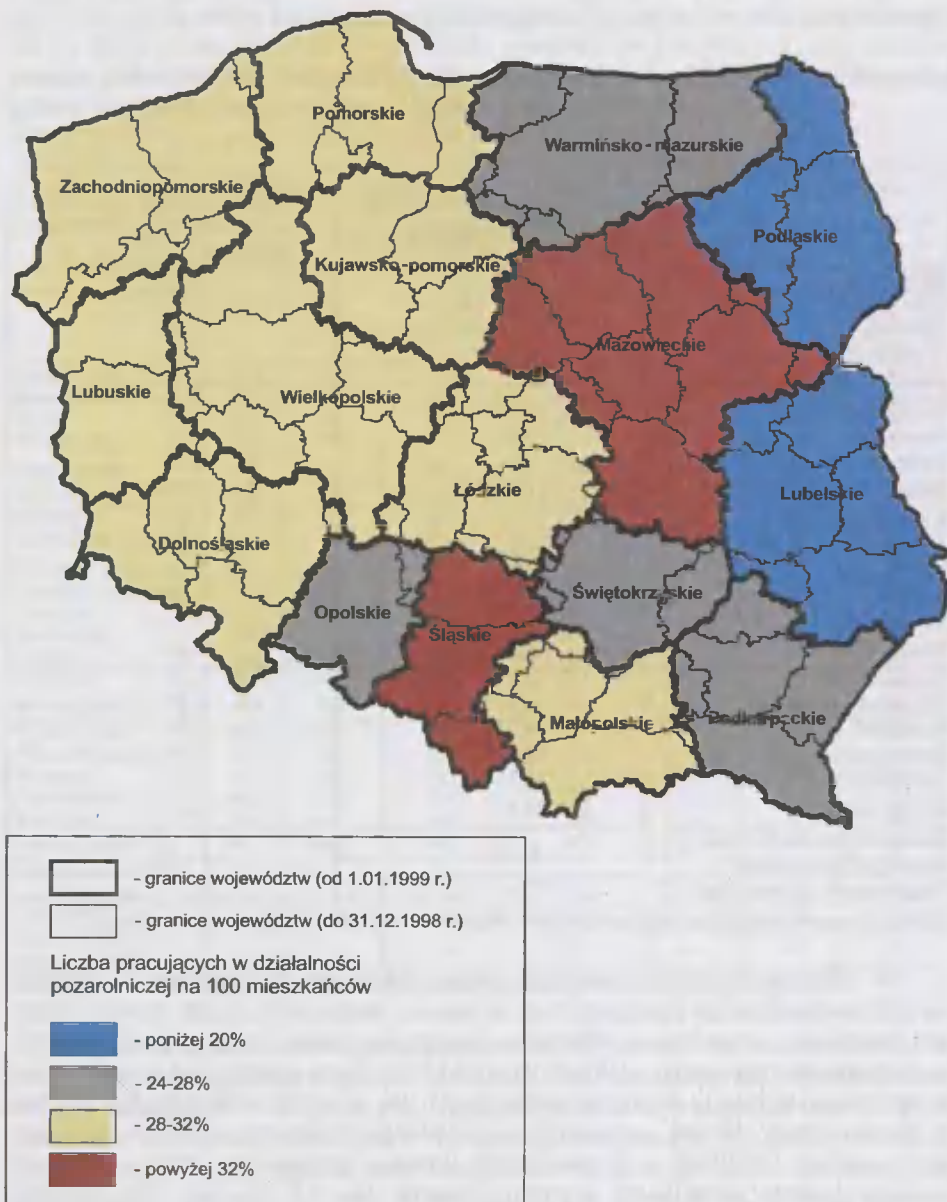 Pomorskie
Warmińsko-mazurskie
Zachodniopomorskie
Podlaskie
Kujawsko-pomorskie
Mazowieckie
Lubuskie
Wielkopolskie
Łódzkie
Lubelskie
Dolnośląskie
Opolskie
Świętokrzyskie
Śląskie
Małopolskie
Podkarpackie
- granice województw (od 1.01.1999 r.)
- granice województw (do 31.12.1998 r.)
Liczba pracujących w działalności
pozarolniczej na 100 mieszkańców
- poniżej 20%
- 24-28%
- 28-32%
- powyżej 32%